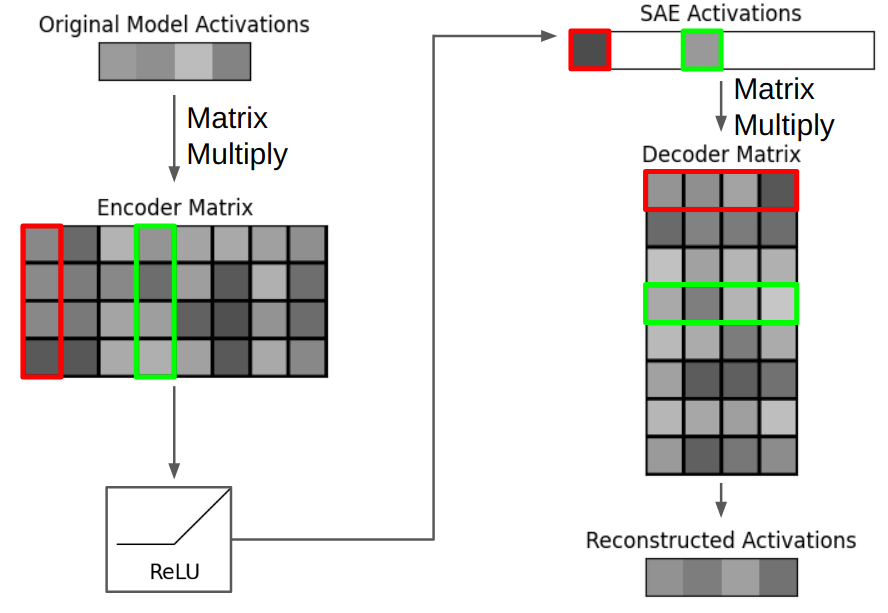 Original Model Activations
Matrix
Multiply
Encoder Matrix
ReLU
SAE Activations
Matrix
Multiply
Decoder Matrix
Reconstructed Activations